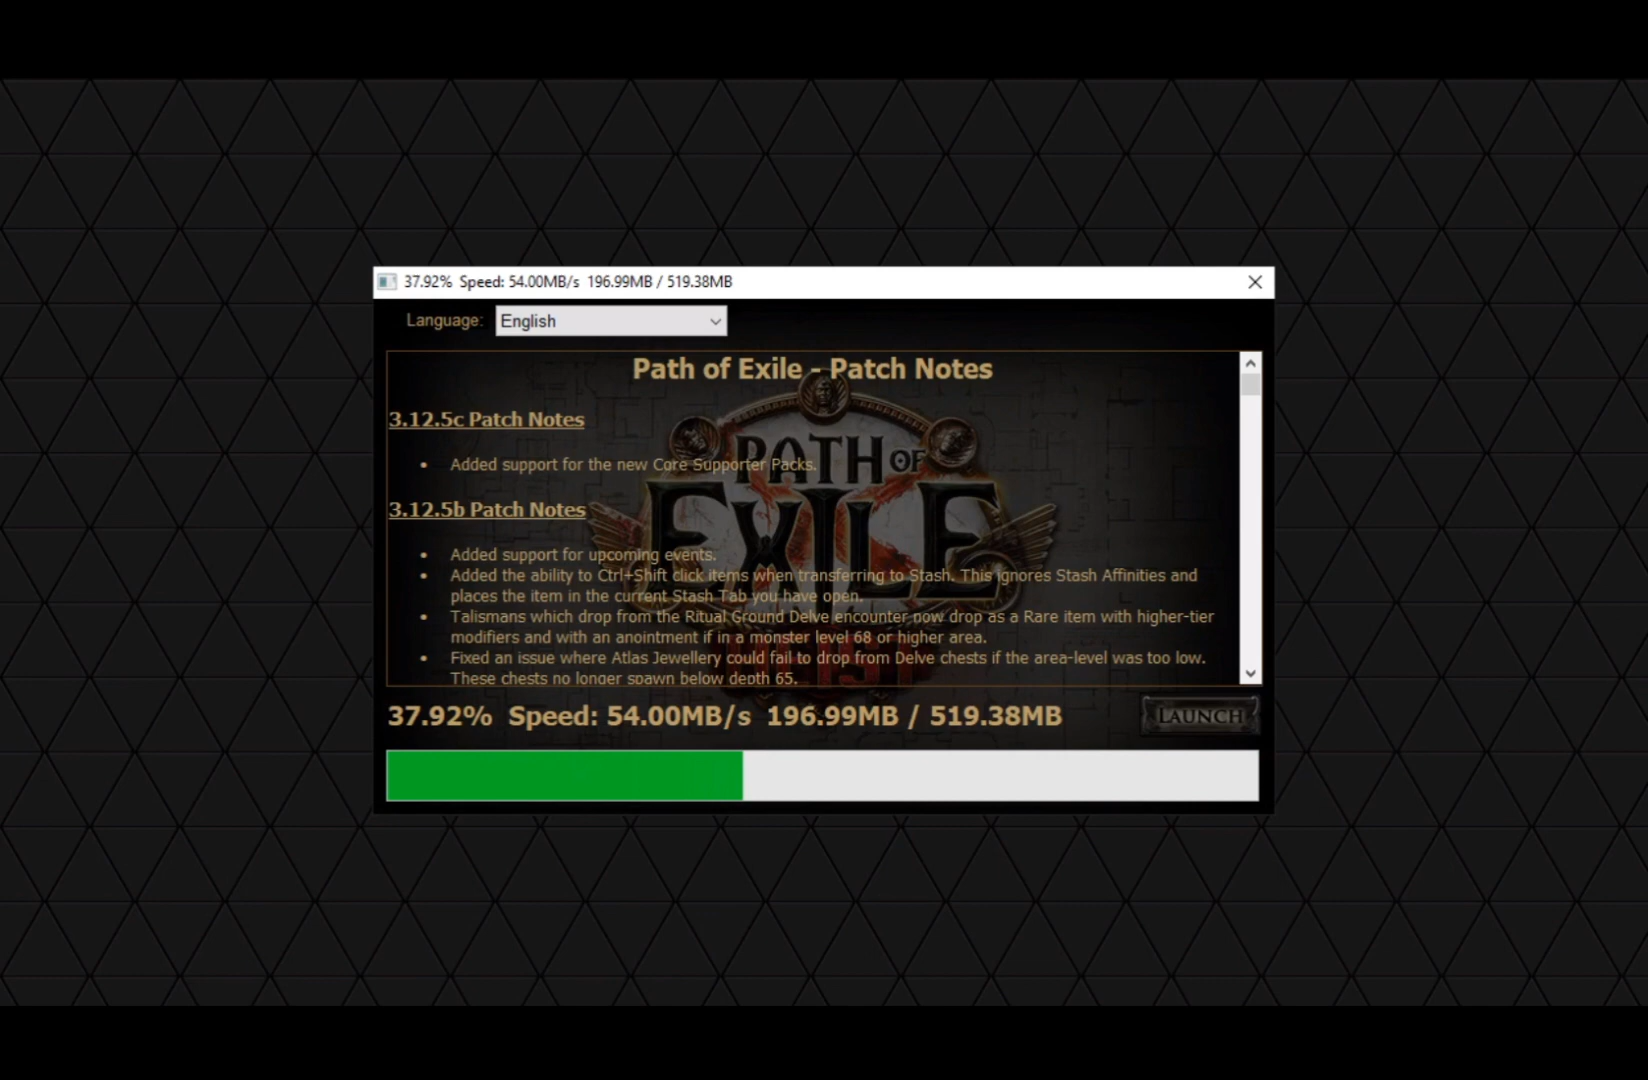 37.92% Speed: 54.00MB/s 196.99MB / 519.38MB
Language: English
Path of Exile - Patch Notes
3.12.5c Patch Notes
• Added support for the new Core Supporter Packs.
3.12.5b Patch Notes
• Added support for upcoming events.
• Added the ability to Ctrl+Shift click items when transferring to Stash. This ignores Stash Affinities and
places the item in the current Stash Tab you have open.
• Talismans which drop from the Ritual Ground Delve encounter now drop as a Rare item with higher-tier
modifiers and with an anointment if in a monster level 68 or higher area.
• Fixed an issue where Atlas Jewellery could fail to drop from Delve chests if the area-level was too low.
These chests no longer spawn below depth 65.
PATH OF
EXILE
HEIST
37.92% Speed: 54.00MB/s 196.99MB / 519.38MB
LAUNCH